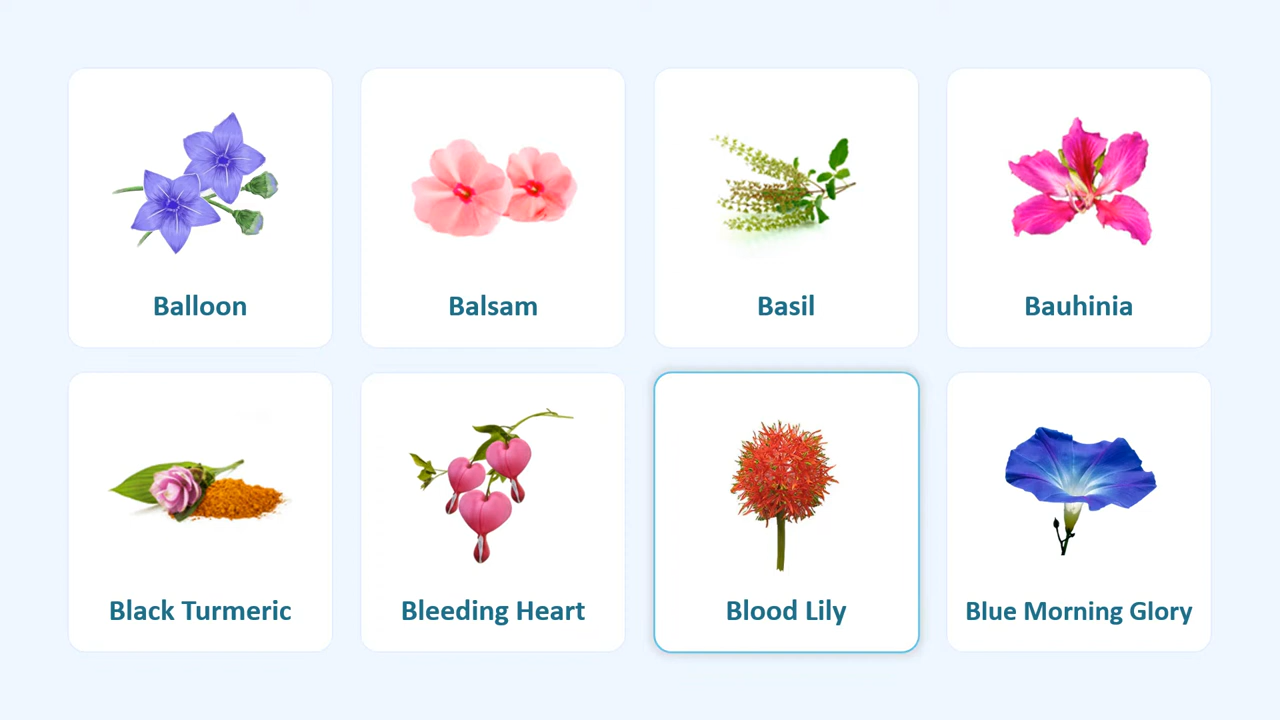 Balloon
Balsam
Basil
Bauhinia
Black Turmeric
Bleeding Heart
Blood Lily
Blue Morning Glory